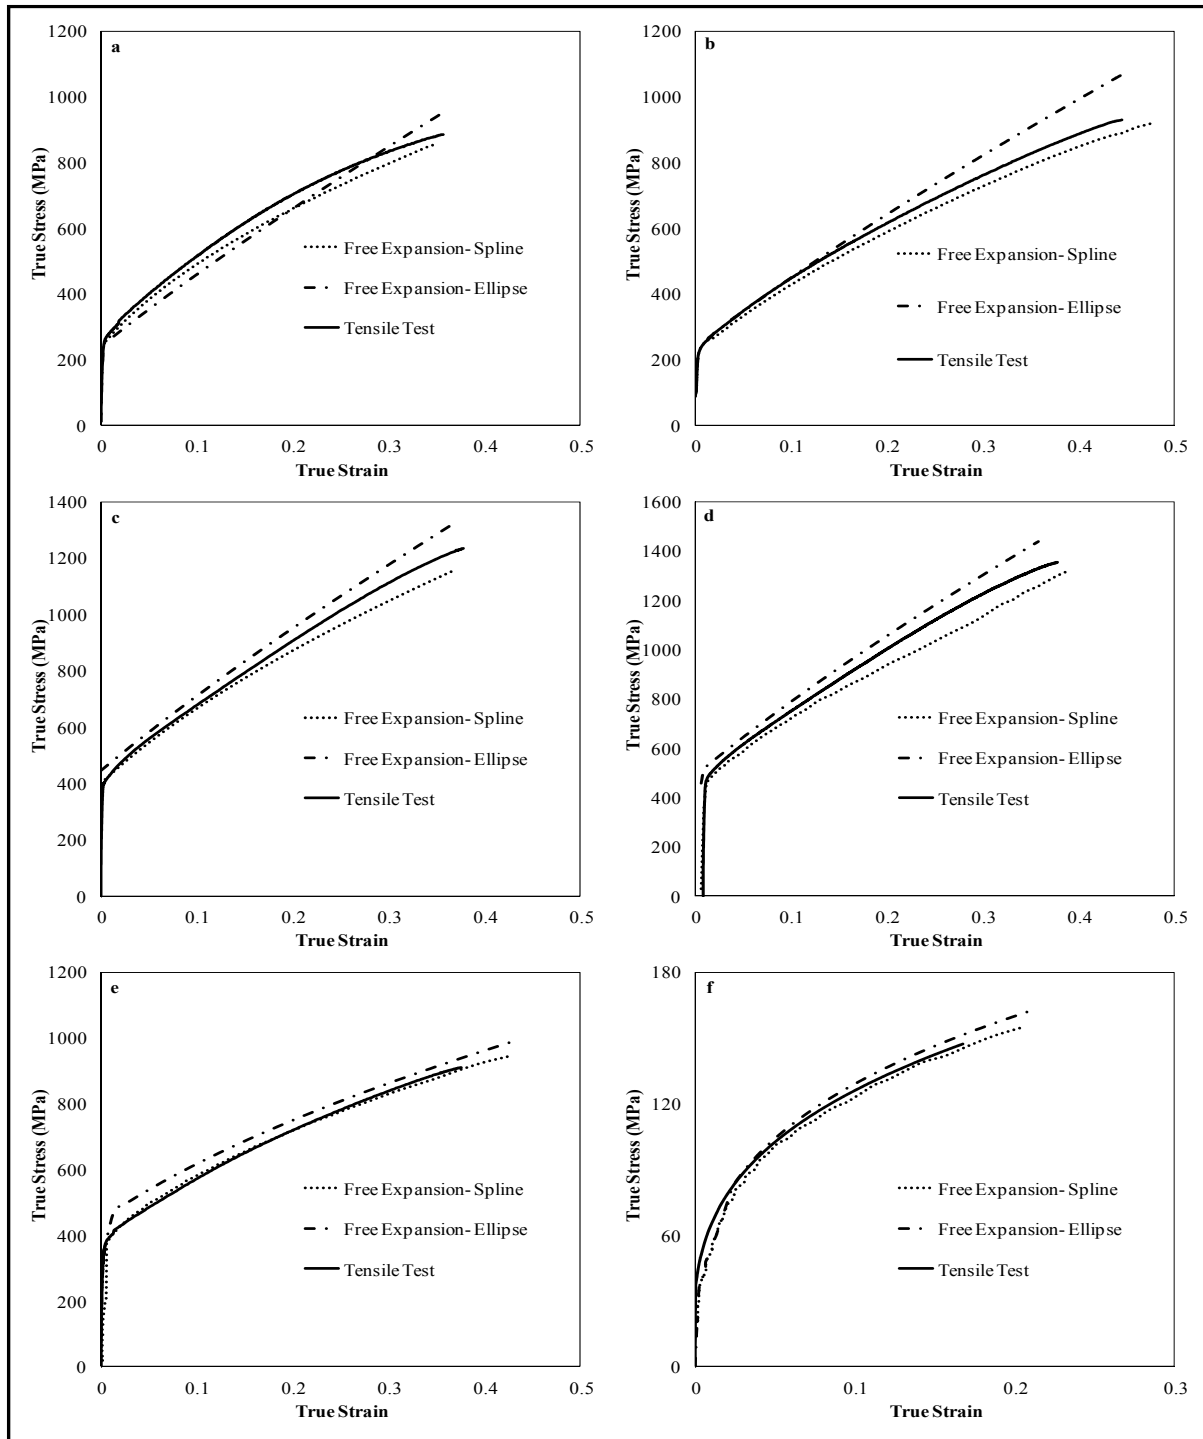 a
1200
1000
800
600
400
200
0
True Stress (MPa)
0 0.1 0.2 0.3 0.4 0.5
True Strain
Free Expansion- Spline
Free Expansion- Ellipse
Tensile Test
b
1200
1000
800
600
400
200
0
True Stress (MPa)
0 0.1 0.2 0.3 0.4 0.5
True Strain
Free Expansion- Spline
Free Expansion- Ellipse
Tensile Test
c
1400
1200
1000
800
600
400
200
0
True Stress (MPa)
0 0.1 0.2 0.3 0.4 0.5
True Strain
Free Expansion- Spline
Free Expansion- Ellipse
Tensile Test
d
1600
1400
1200
1000
800
600
400
200
0
True Stress (MPa)
0 0.1 0.2 0.3 0.4 0.5
True Strain
Free Expansion- Spline
Free Expansion- Ellipse
Tensile Test
e
1200
1000
800
600
400
200
0
True Stress (MPa)
0 0.1 0.2 0.3 0.4 0.5
True Strain
Free Expansion- Spline
Free Expansion- Ellipse
Tensile Test
f
180
120
60
0
True Stress (MPa)
0 0.1 0.2 0.3
True Strain
Free Expansion- Spline
Free Expansion- Ellipse
Tensile Test